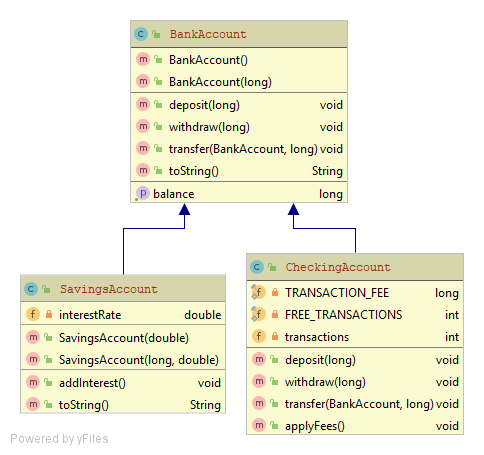 BankAccount
BankAccount()
BankAccount(long)
deposit(long) void
withdraw(long) void
transfer(BankAccount, long) void
toString() String
balance long
SavingsAccount
interestRate double
SavingsAccount(double)
SavingsAccount(long, double)
addInterest() void
toString() String
CheckingAccount
TRANSACTION_FEE long
FREE_TRANSACTIONS int
transactions int
deposit(long) void
withdraw(long) void
transfer(BankAccount, long) void
applyFees() void
Powered by yFiles